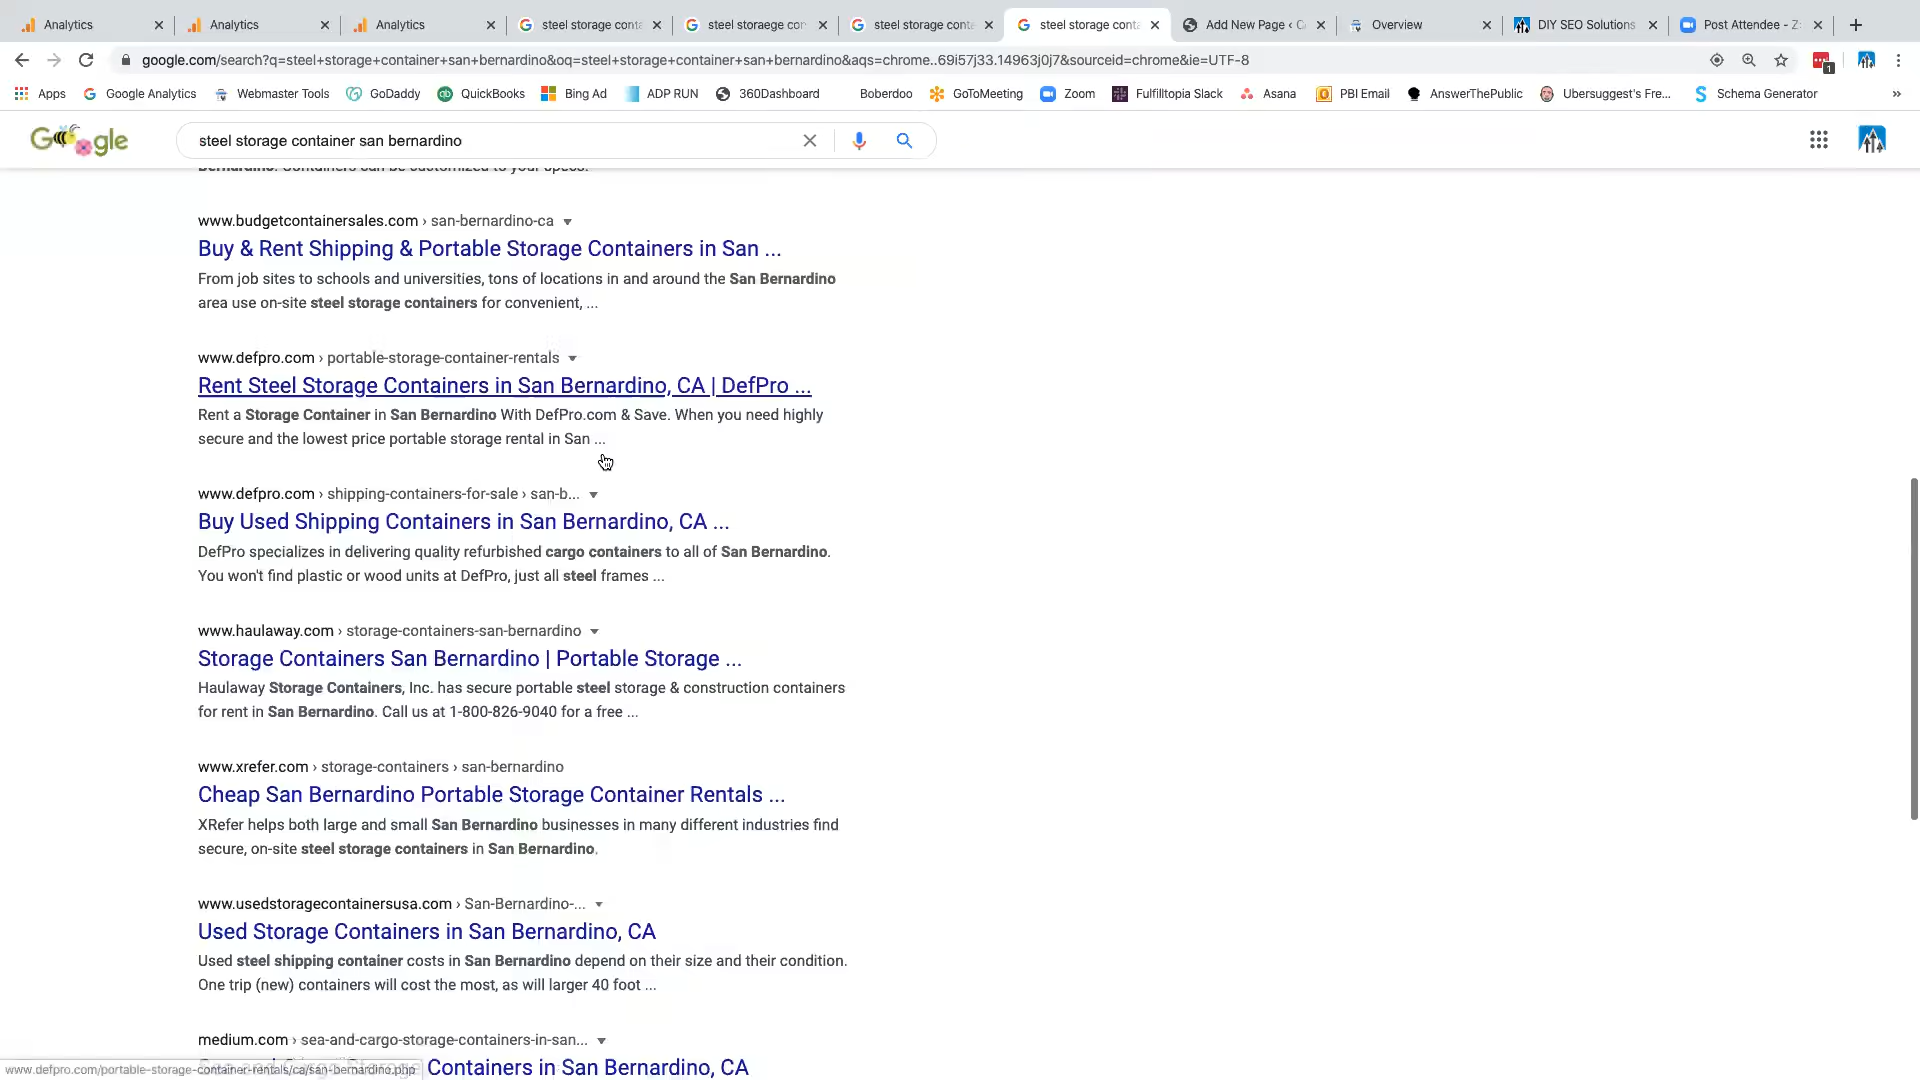 Analytics
Analytics
Analytics
steel storage conta
steel storaege con
steel storage conta
steel storage conta
Add New Page ‹ C
Overview
DIY SEO Solutions
Post Attendee - Z
google.com/search?q=steel+storage+container+san+bernardino&oq=steel+storage+container+san+bernardino&aqs=chrome..69i57j33.14963j0j7&sourceid=chrome&ie=UTF-8
1
Apps
Google Analytics
Webmaster Tools
GoDaddy
QuickBooks
Bing Ad
ADP RUN
360Dashboard
Boberdoo
GoToMeeting
Zoom
Fulfilltopia Slack
Asana
PBI Email
AnswerThePublic
Ubersuggest's Fre...
Schema Generator
»
Google
steel storage container san bernardino
Bernardino. Containers can be customized to your specs.
www.budgetcontainersales.com › san-bernardino-ca
Buy & Rent Shipping & Portable Storage Containers in San ...
From job sites to schools and universities, tons of locations in and around the San Bernardino
area use on-site steel storage containers for convenient, ...
www.defpro.com › portable-storage-container-rentals
Rent Steel Storage Containers in San Bernardino, CA | DefPro ...
Rent a Storage Container in San Bernardino With DefPro.com & Save. When you need highly
secure and the lowest price portable storage rental in San ...
www.defpro.com › shipping-containers-for-sale › san-b...
Buy Used Shipping Containers in San Bernardino, CA ...
DefPro specializes in delivering quality refurbished cargo containers to all of San Bernardino.
You won't find plastic or wood units at DefPro, just all steel frames ...
www.haulaway.com › storage-containers-san-bernardino
Storage Containers San Bernardino | Portable Storage ...
Haulaway Storage Containers, Inc. has secure portable steel storage & construction containers
for rent in San Bernardino. Call us at 1-800-826-9040 for a free ...
www.xrefer.com › storage-containers › san-bernardino
Cheap San Bernardino Portable Storage Container Rentals ...
XRefer helps both large and small San Bernardino businesses in many different industries find
secure, on-site steel storage containers in San Bernardino.
www.usedstoragecontainersusa.com › San-Bernardino-...
Used Storage Containers in San Bernardino, CA
Used steel shipping container costs in San Bernardino depend on their size and their condition.
One trip (new) containers will cost the most, as will larger 40 foot ...
medium.com › sea-and-cargo-storage-containers-in-san...
Sea and Cargo Storage Containers in San Bernardino, CA
www.defpro.com/portable-storage-container-rentals/ca/san-bernardino.php